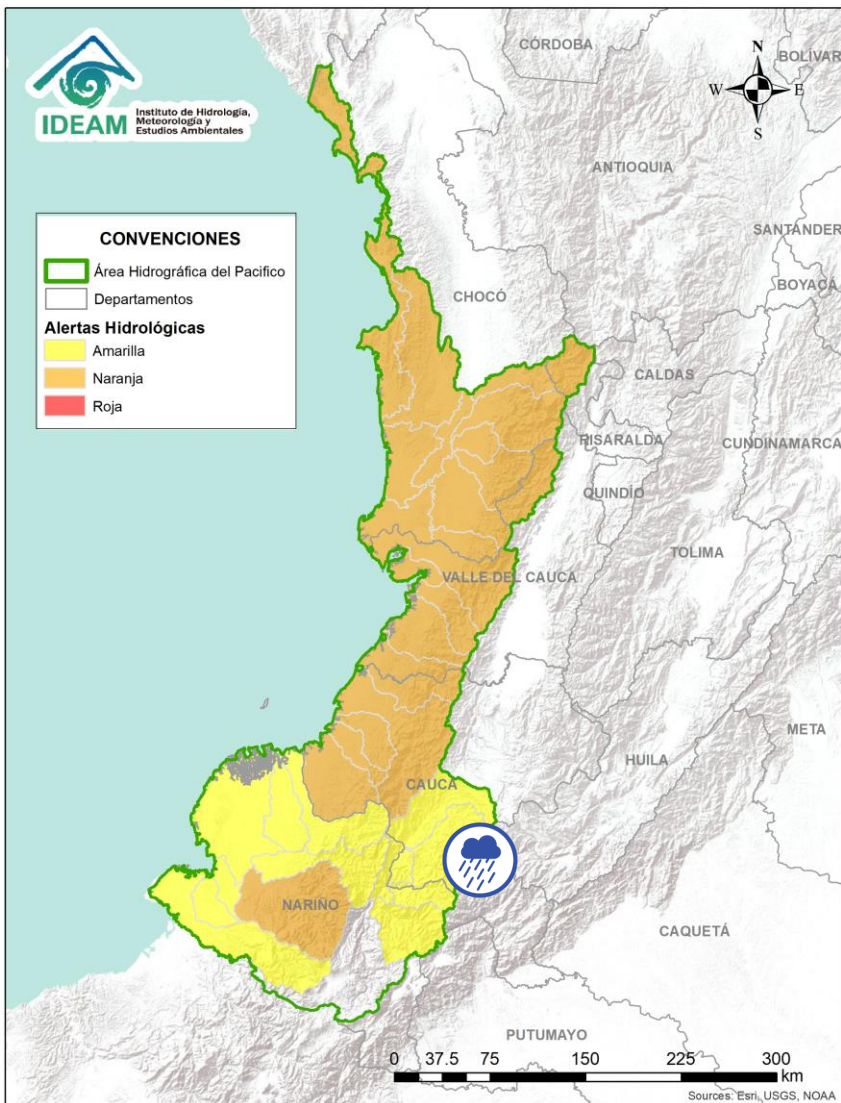 IDEAM
Instituto de Hidrología,
Meteorología y
Estudios Ambientales
CÓRDOBA
BOLÍVAR
N
W
E
S
ANTIOQUIA
SANTANDER
BOYACÁ
CONVENCIONES
Área Hidrográfica del Pacifico
Departamentos
Alertas Hidrológicas
Amarilla
Naranja
Roja
CHOCÓ
CALDAS
RISARALDA
CUNDINAMARCA
QUINDÍO
TOLIMA
VALLE DEL CAUCA
META
HUILA
CAUCA
NARIÑO
CAQUETÁ
PUTUMAYO
0 37.5 75 150 225 300
km
Sources: Esri, USGS, NOAA